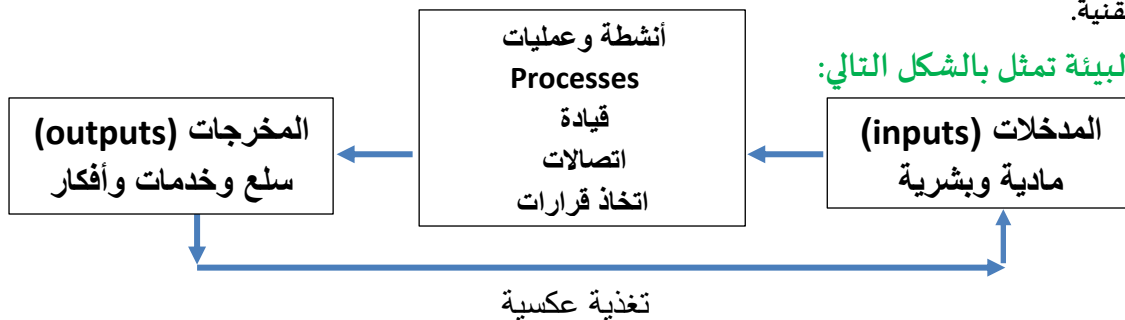 قنية.
لبيئة تمثل بالشكل التالي:
المدخلات (inputs)
مادية وبشرية
أنشطة وعمليات
Processes
قيادة
اتصالات
اتخاذ قرارات
المخرجات (outputs)
سلع وخدمات وأفكار
تغذية عكسية